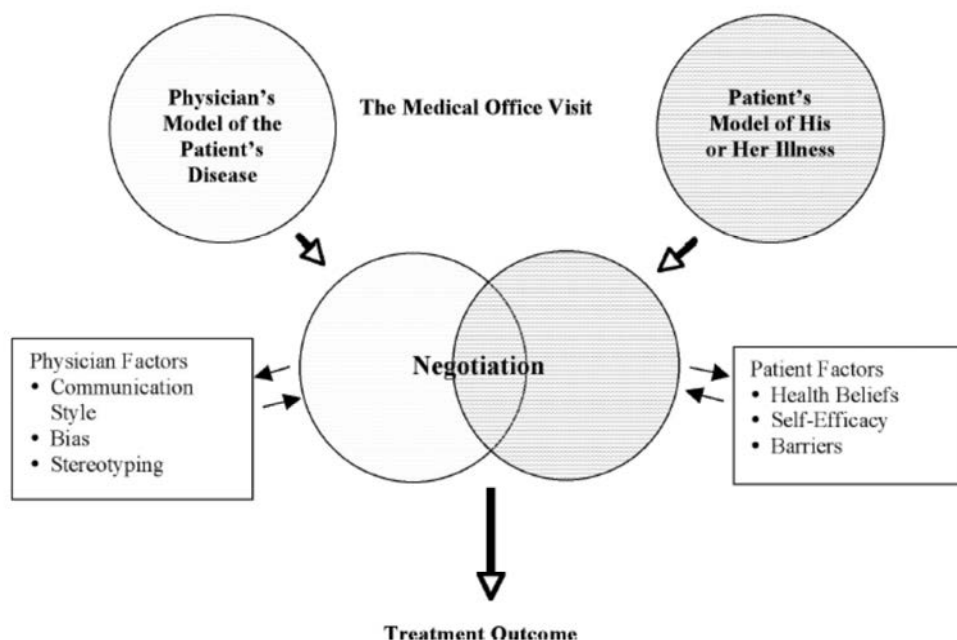 Physician's
Model of the
Patient's
Disease
The Medical Office Visit
Patient's
Model of His
or Her Illness
Negotiation
Physician Factors
• Communication
Style
• Bias
• Stereotyping
Patient Factors
• Health Beliefs
• Self-Efficacy
• Barriers
Treatment Outcome